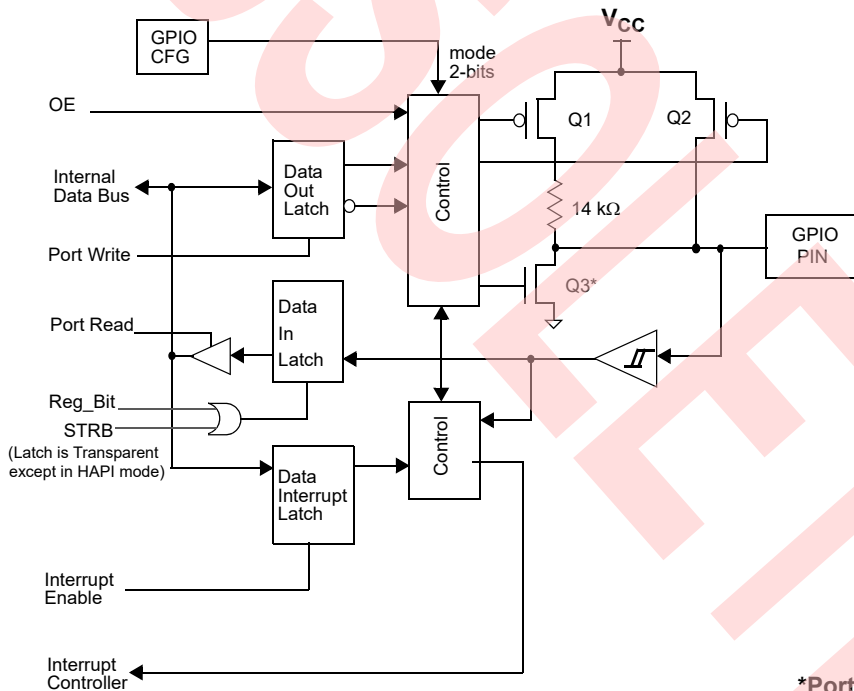 VCC
GPIO
CFG
mode
2-bits
OE
Q1
Q2
Data
Out
Latch
Control
Internal
Data Bus
14 kΩ
GPIO
PIN
Port Write
Q3*
Data
In
Latch
Port Read
Reg_Bit
STRB
(Latch is Transparent
except in HAPI mode)
Control
Data
Interrupt
Latch
Interrupt
Enable
Interrupt
Controller
*Port